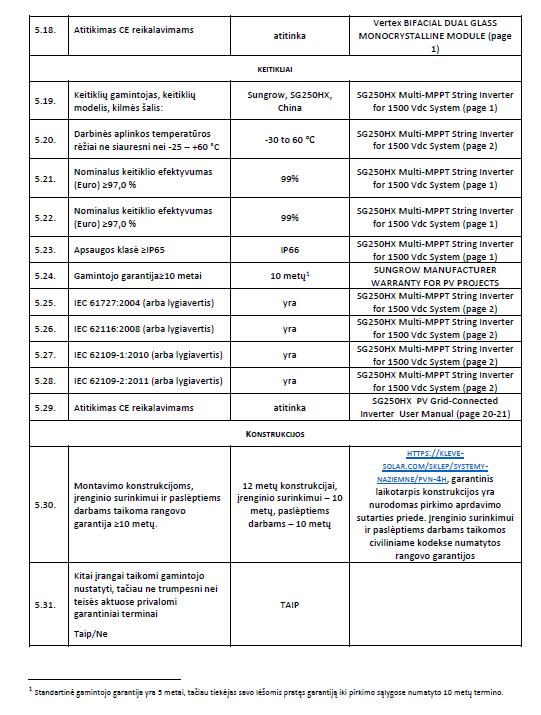 5.18.
Atitikimas CE reikalavimams
atitinka
Vertex BIFACIAL DUAL GLASS
MONOCRYSTALLINE MODULE (page
1)
KEITIKLIAI
5.19.
Keitiklių gamintojas, keitiklių
modelis, kilmės šalis:
Sungrow, SG250HX,
China
SG250HX Multi-MPPT String Inverter
for 1500 Vdc System (page 1)
5.20.
Darbinės aplinkos temperatūros
rėžiai ne siauresni nei -25 – +60 °C
-30 to 60 °C
SG250HX Multi-MPPT String Inverter
for 1500 Vdc System (page 2)
5.21.
Nominalus keitiklio efektyvumas
(Euro) ≥97,0 %
99%
SG250HX Multi-MPPT String Inverter
for 1500 Vdc System (page 1)
5.22.
Nominalus keitiklio efektyvumas
(Euro) ≥97,0 %
99%
SG250HX Multi-MPPT String Inverter
for 1500 Vdc System (page 1)
5.23.
Apsaugos klasė ≥IP65
IP66
SG250HX Multi-MPPT String Inverter
for 1500 Vdc System (page 1)
5.24.
Gamintojo garantija≥10 metai
10 metų¹
SUNGROW MANUFACTURER
WARRANTY FOR PV PROJECTS
5.25.
IEC 61727:2004 (arba lygiavertis)
yra
SG250HX Multi-MPPT String Inverter
for 1500 Vdc System (page 2)
5.26.
IEC 62116:2008 (arba lygiavertis)
yra
SG250HX Multi-MPPT String Inverter
for 1500 Vdc System (page 2)
5.27.
IEC 62109-1:2010 (arba lygiavertis)
yra
SG250HX Multi-MPPT String Inverter
for 1500 Vdc System (page 2)
5.28.
IEC 62109-2:2011 (arba lygiavertis)
yra
SG250HX Multi-MPPT String Inverter
for 1500 Vdc System (page 2)
5.29.
Atitikimas CE reikalavimams
atitinka
SG250HX PV Grid-Connected
Inverter User Manual (page 20-21)
KONSTRUKCIJOS
5.30.
Montavimo konstrukcijoms,
įrenginio surinkimui ir paslėptiems
darbams taikoma rangovo
garantija ≥10 metų.
12 metų konstrukcijai,
įrenginio surinkimui – 10
metų, paslėptiems
darbams – 10 metų
HTTPS://KLEVE-
SOLAR.COM/SKLEP/SYSTEMY-
NAZIEMNE/PVN-4H, garantinis
laikotarpis konstrukcijos yra
nurodomas pirkimo aprdavimo
sutarties priede. Įrenginio surinkimui
ir paslėptiems darbams taikomos
civiliniame kodekse numatytos
rangovo garantijos
5.31.
Kitai įrangai taikomi gamintojo
nustatyti, tačiau ne trumpesni nei
teisės aktuose privalomi
garantiniai terminai
Taip/Ne
TAIP
¹ Standartinė gamintojo garantija yra 5 metai, tačiau tiekėjas savo lėšomis pratęs garantiją iki pirkimo sąlygose numatyto 10 metų termino.